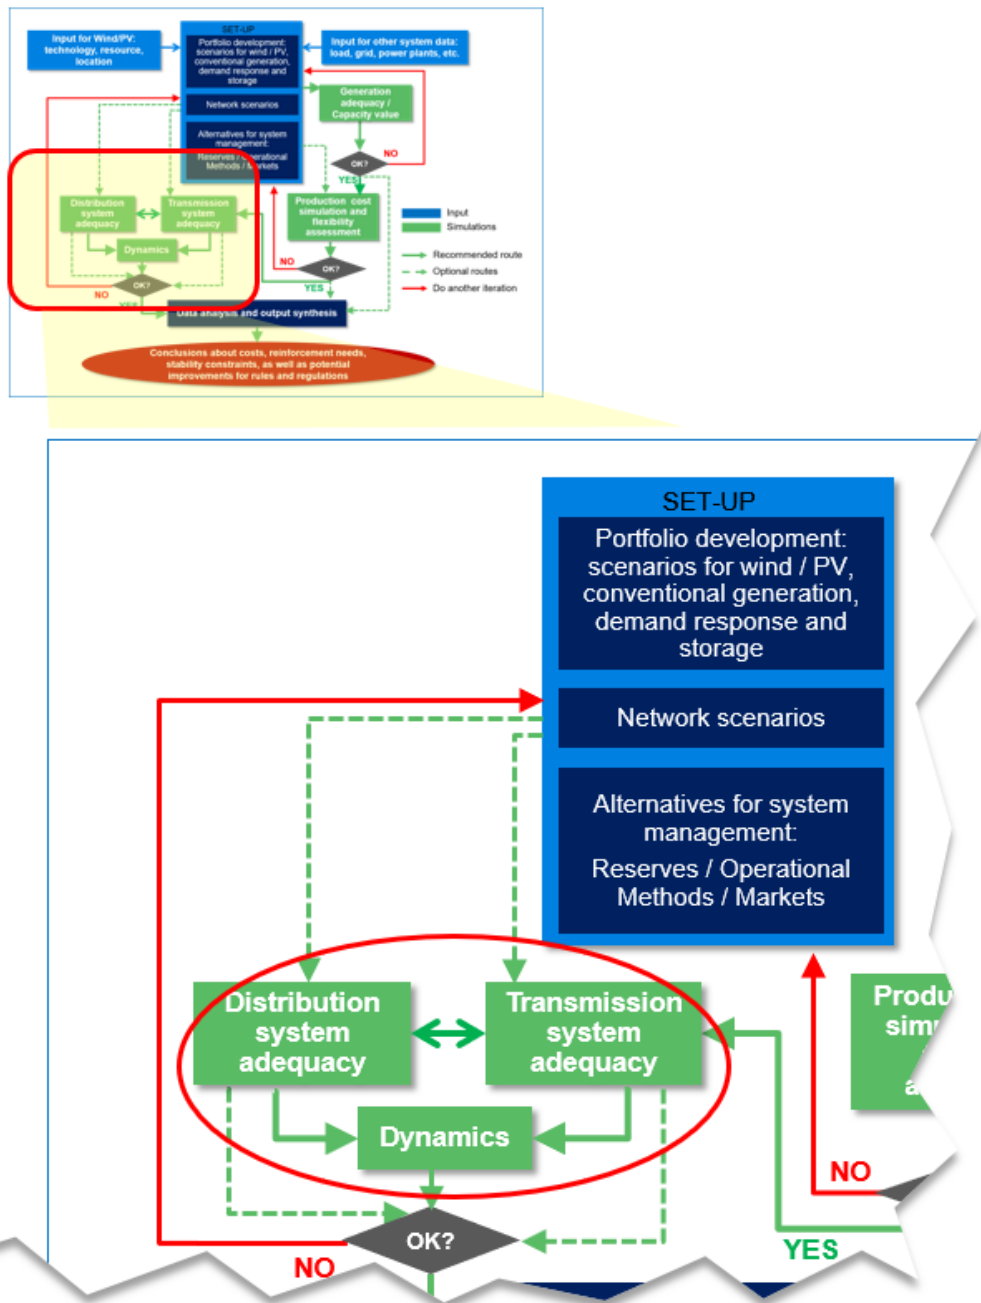 Input for Wind/PV:
technology, resource,
location
SET-UP
Portfolio development:
scenarios for wind / PV,
conventional generation,
demand response and
storage
Network scenarios
Alternatives for system
management:
Reserves / Operational
Methods / Markets
Input for other system data:
load, grid, power plants, etc.
Generation
adequacy /
Capacity value
OK?
NO
YES
Distribution
system
adequacy
Transmission
system
adequacy
Dynamics
OK?
NO
YES
Production cost
simulation and
flexibility
assessment
OK?
NO
YES
Input
Simulations
Recommended route
Optional routes
Do another iteration
Data analysis and output synthesis
Conclusions about costs, reinforcement needs,
stability constraints, as well as potential
improvements for rules and regulations
SET-UP
Portfolio development:
scenarios for wind / PV,
conventional generation,
demand response and
storage
Network scenarios
Alternatives for system
management:
Reserves / Operational
Methods / Markets
Distribution
system
adequacy
Transmission
system
adequacy
Dynamics
OK?
NO
Produ
sim
a
NO
YES